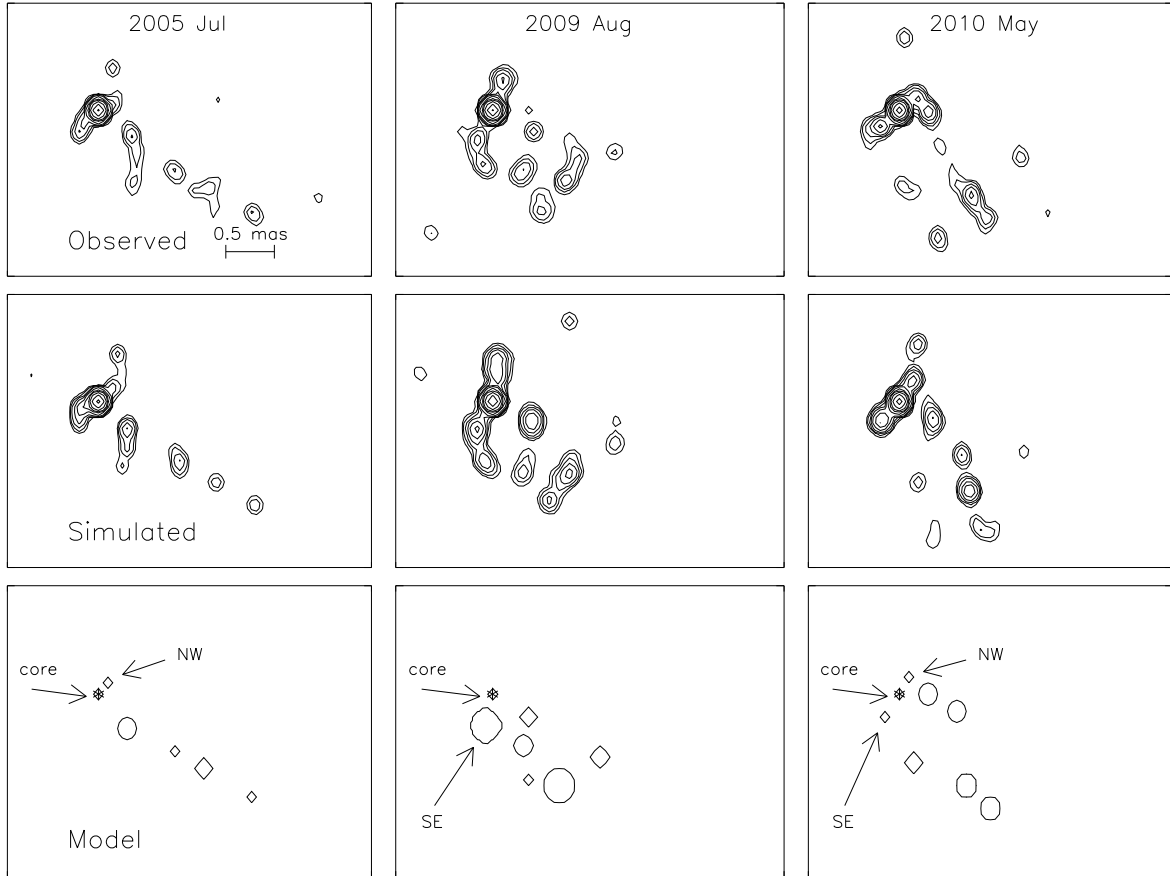 2005 Jul
2009 Aug
2010 May
Observed
0.5 mas
Simulated
core
NW
core
SE
core
NW
SE
Model